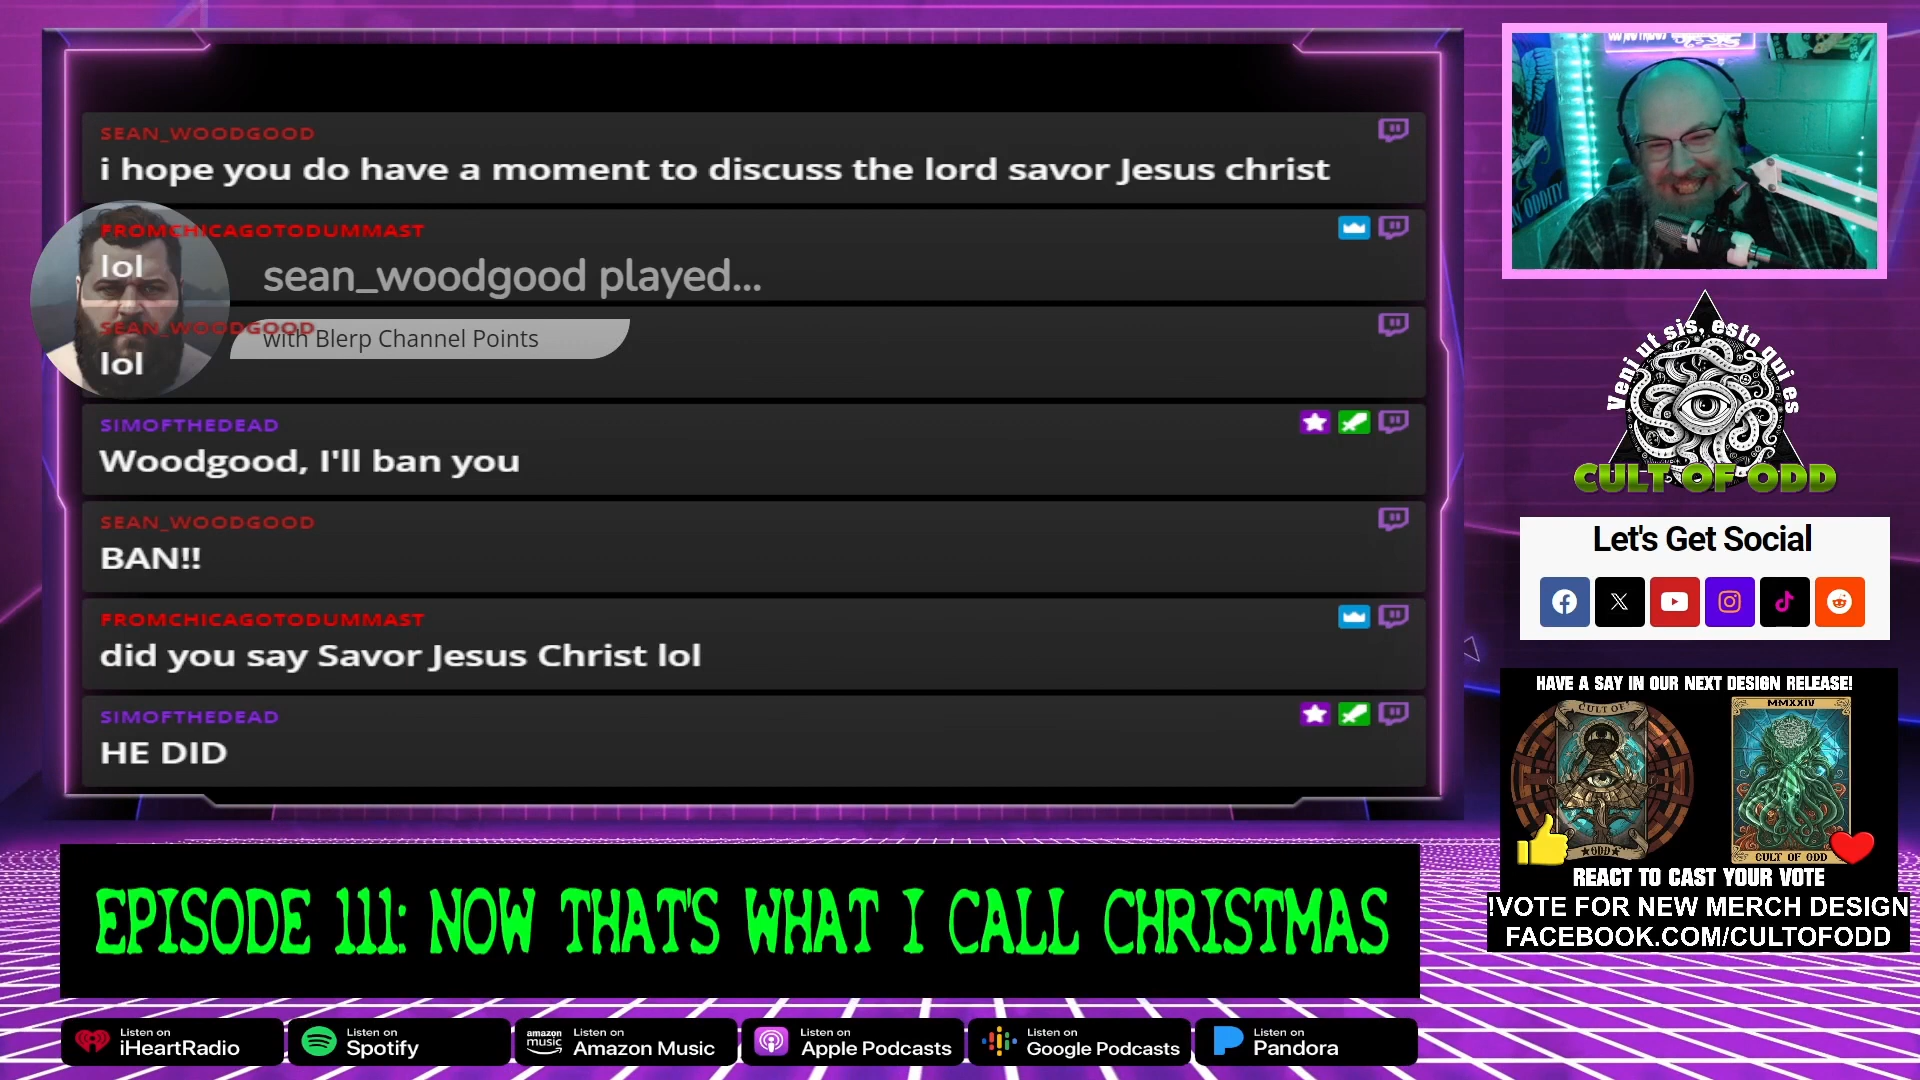 SEAN_WOODGOOD
i hope you do have a moment to discuss the lord savor Jesus christ
FROMCHICAGOTODUMMAST
lol
sean_woodgood played...
SEAN_WOODGOOD
with Blerp Channel Points
lol
SIMOFTHEDEAD
Woodgood, I'll ban you
SEAN_WOODGOOD
BAN!!
FROMCHICAGOTODUMMAST
did you say Savor Jesus Christ lol
SIMOFTHEDEAD
HE DID
EPISODE 111: NOW THAT'S WHAT I CALL CHRISTMAS
Listen on
iHeartRadio
Listen on
Spotify
amazon
music
Listen on
Amazon Music
Listen on
Apple Podcasts
Listen on
Google Podcasts
Listen on
Pandora
N ODDITY
Veni ut sis, esto qui es
CULT OF ODD
Let's Get Social
HAVE A SAY IN OUR NEXT DESIGN RELEASE!
CULT OF
ODD
MMXXIV
CULT OF ODD
REACT TO CAST YOUR VOTE
!VOTE FOR NEW MERCH DESIGN
FACEBOOK.COM/CULTOFODD